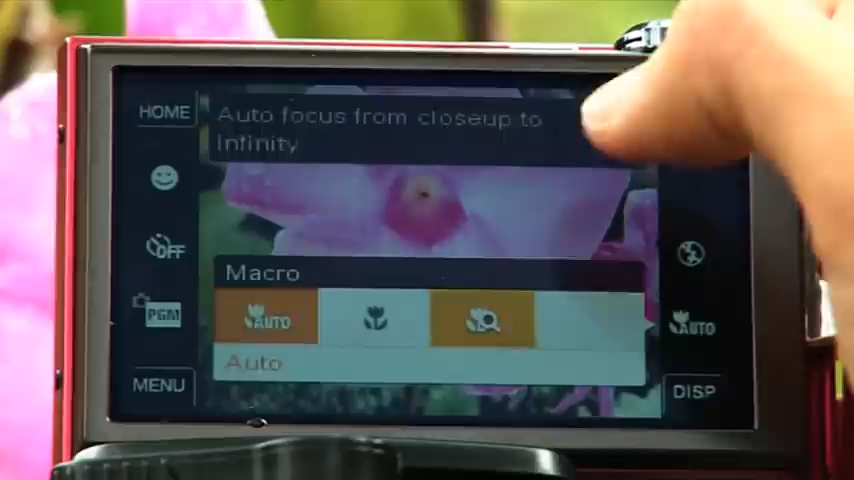 HOME
Auto focus from closeup to
Infinity
OFF
PGM
Macro
AUTO
AUTO
Auto
MENU
DISP